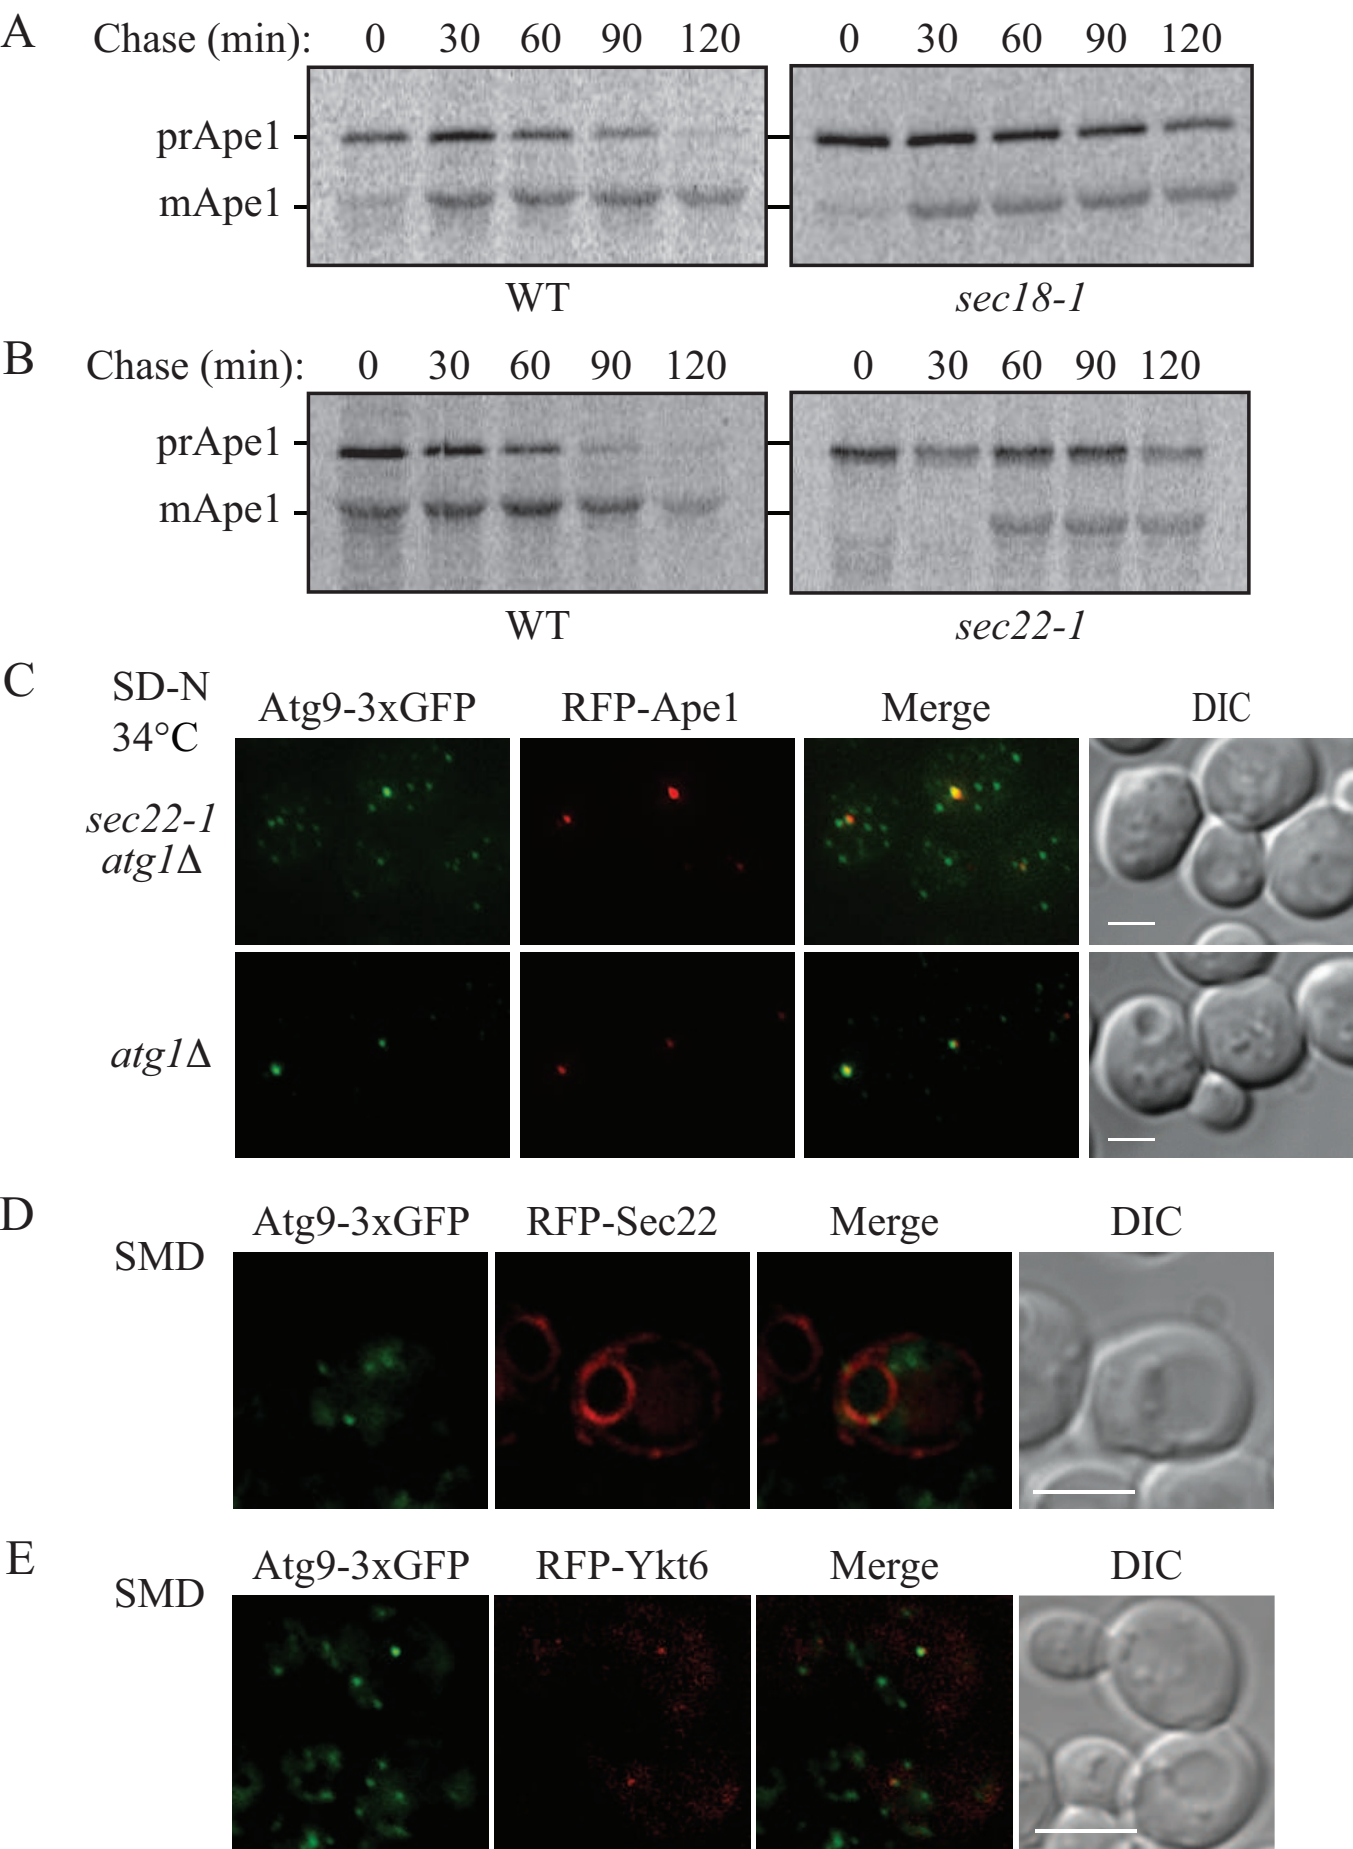 A
Chase (min): 0 30 60 90 120 0 30 60 90 120
prApe1
mApe1
WT sec18-1
B
Chase (min): 0 30 60 90 120 0 30 60 90 120
prApe1
mApe1
WT sec22-1
C
SD-N
34°C
Atg9-3xGFP RFP-Ape1 Merge DIC
sec22-1
atg1Δ
atg1Δ
D
SMD
Atg9-3xGFP RFP-Sec22 Merge DIC
E
SMD
Atg9-3xGFP RFP-Ykt6 Merge DIC